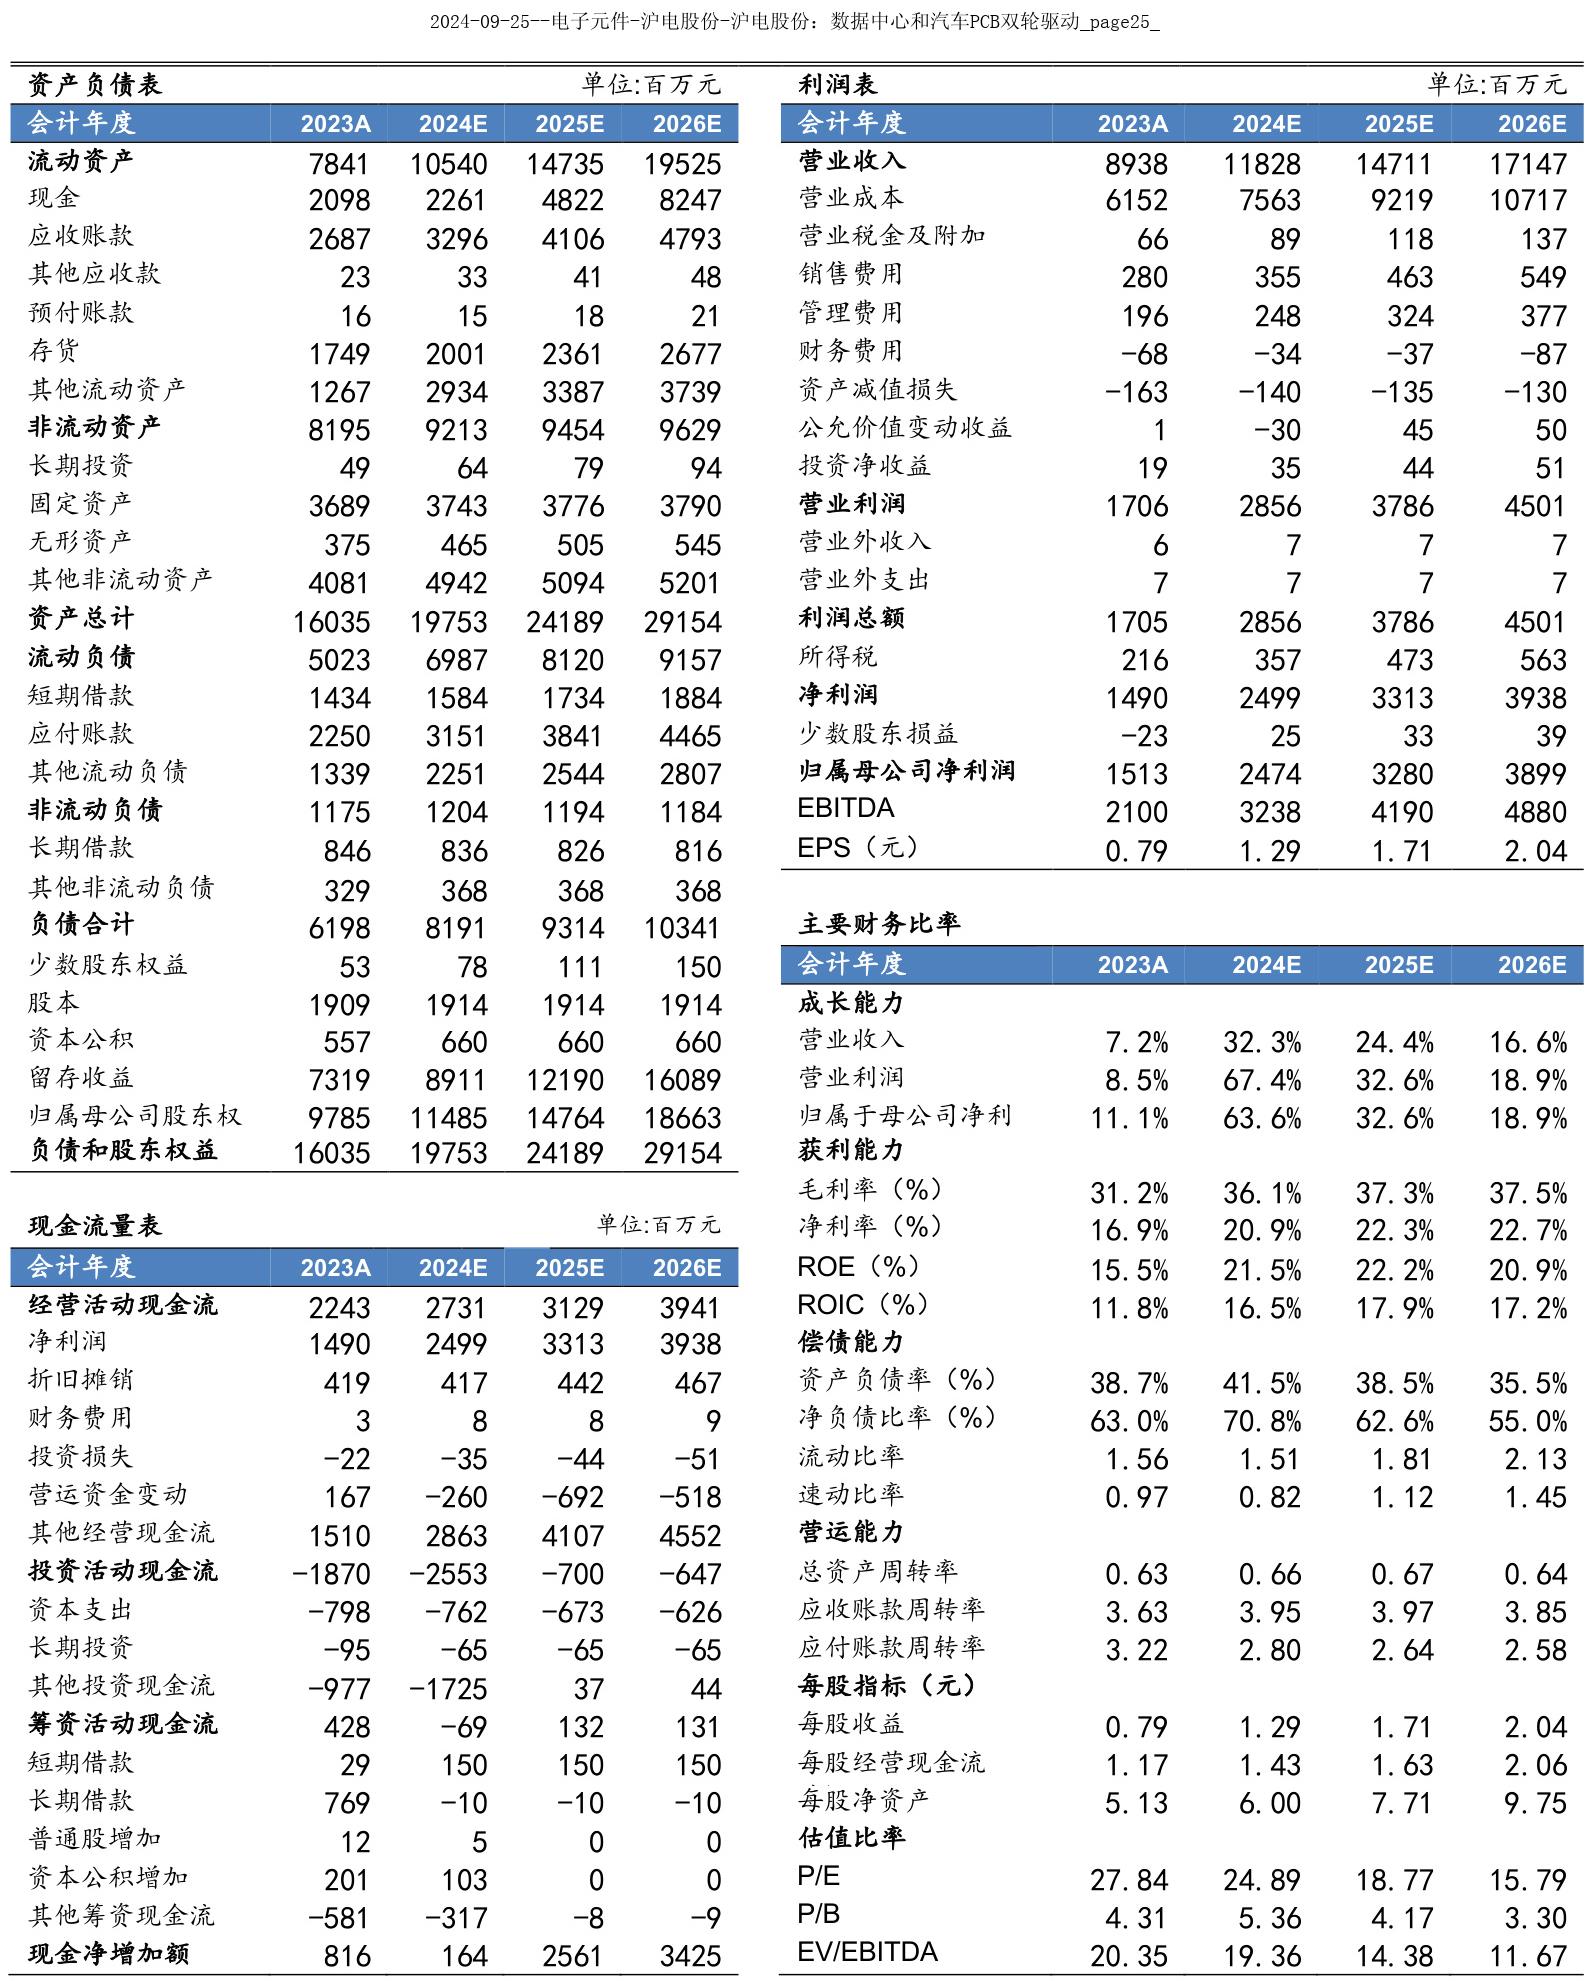 2024-09-25--电子元件-沪电股份-沪电股份：数据中心和汽车PCB双轮驱动_page25_
资产负债表 单位:百万元
会计年度 2023A 2024E 2025E 2026E
流动资产 7841 10540 14735 19525
现金 2098 2261 4822 8247
应收账款 2687 3296 4106 4793
其他应收款 23 33 41 48
预付账款 16 15 18 21
存货 1749 2001 2361 2677
其他流动资产 1267 2934 3387 3739
非流动资产 8195 9213 9454 9629
长期投资 49 64 79 94
固定资产 3689 3743 3776 3790
无形资产 375 465 505 545
其他非流动资产 4081 4942 5094 5201
资产总计 16035 19753 24189 29154
流动负债 5023 6987 8120 9157
短期借款 1434 1584 1734 1884
应付账款 2250 3151 3841 4465
其他流动负债 1339 2251 2544 2807
非流动负债 1175 1204 1194 1184
长期借款 846 836 826 816
其他非流动负债 329 368 368 368
负债合计 6198 8191 9314 10341
少数股东权益 53 78 111 150
股本 1909 1914 1914 1914
资本公积 557 660 660 660
留存收益 7319 8911 12190 16089
归属母公司股东权 9785 11485 14764 18663
负债和股东权益 16035 19753 24189 29154
现金流量表 单位:百万元
会计年度 2023A 2024E 2025E 2026E
经营活动现金流 2243 2731 3129 3941
净利润 1490 2499 3313 3938
折旧摊销 419 417 442 467
财务费用 3 8 8 9
投资损失 -22 -35 -44 -51
营运资金变动 167 -260 -692 -518
其他经营现金流 1510 2863 4107 4552
投资活动现金流 -1870 -2553 -700 -647
资本支出 -798 -762 -673 -626
长期投资 -95 -65 -65 -65
其他投资现金流 -977 -1725 37 44
筹资活动现金流 428 -69 132 131
短期借款 29 150 150 150
长期借款 769 -10 -10 -10
普通股增加 12 5 0 0
资本公积增加 201 103 0 0
其他筹资现金流 -581 -317 -8 -9
现金净增加额 816 164 2561 3425
利润表 单位:百万元
会计年度 2023A 2024E 2025E 2026E
营业收入 8938 11828 14711 17147
营业成本 6152 7563 9219 10717
营业税金及附加 66 89 118 137
销售费用 280 355 463 549
管理费用 196 248 324 377
财务费用 -68 -34 -37 -87
资产减值损失 -163 -140 -135 -130
公允价值变动收益 1 -30 45 50
投资净收益 19 35 44 51
营业利润 1706 2856 3786 4501
营业外收入 6 7 7 7
营业外支出 7 7 7 7
利润总额 1705 2856 3786 4501
所得税 216 357 473 563
净利润 1490 2499 3313 3938
少数股东损益 -23 25 33 39
归属母公司净利润 1513 2474 3280 3899
EBITDA 2100 3238 4190 4880
EPS（元） 0.79 1.29 1.71 2.04
主要财务比率
会计年度 2023A 2024E 2025E 2026E
成长能力
营业收入 7.2% 32.3% 24.4% 16.6%
营业利润 8.5% 67.4% 32.6% 18.9%
归属于母公司净利 11.1% 63.6% 32.6% 18.9%
获利能力
毛利率（%） 31.2% 36.1% 37.3% 37.5%
净利率（%） 16.9% 20.9% 22.3% 22.7%
ROE（%） 15.5% 21.5% 22.2% 20.9%
ROIC（%） 11.8% 16.5% 17.9% 17.2%
偿债能力
资产负债率（%） 38.7% 41.5% 38.5% 35.5%
净负债比率（%） 63.0% 70.8% 62.6% 55.0%
流动比率 1.56 1.51 1.81 2.13
速动比率 0.97 0.82 1.12 1.45
营运能力
总资产周转率 0.63 0.66 0.67 0.64
应收账款周转率 3.63 3.95 3.97 3.85
应付账款周转率 3.22 2.80 2.64 2.58
每股指标（元）
每股收益 0.79 1.29 1.71 2.04
每股经营现金流 1.17 1.43 1.63 2.06
每股净资产 5.13 6.00 7.71 9.75
估值比率
P/E 27.84 24.89 18.77 15.79
P/B 4.31 5.36 4.17 3.30
EV/EBITDA 20.35 19.36 14.38 11.67